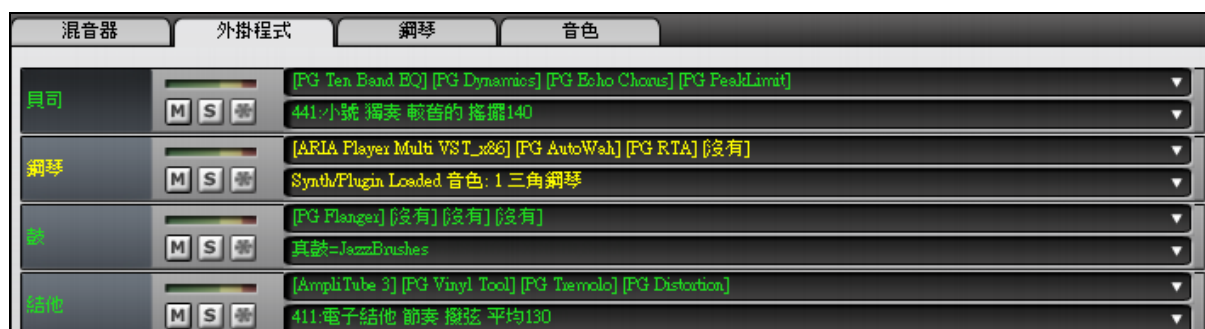 混音器 外掛程式 鋼琴 音色
[PG Ten Band EQ] [PG Dynamics] [PG Echo Chorus] [PG PeakLimit]
貝司
M S
441:小號 獨奏 較舊的 搖擺140
[ARIA Player Multi VST_x86] [PG AutoWah] [PG RTA] [沒有]
鋼琴
M S
Synth/Plugin Loaded 音色: 1 三角鋼琴
[PG Flanger] [沒有] [沒有] [沒有]
鼓
M S
真鼓=JazzBrushes
[AmpliTube 3] [PG Vinyl Tool] [PG Tremolo] [PG Distortion]
結他
M S
411:電子結他 節奏 撥弦 平均130